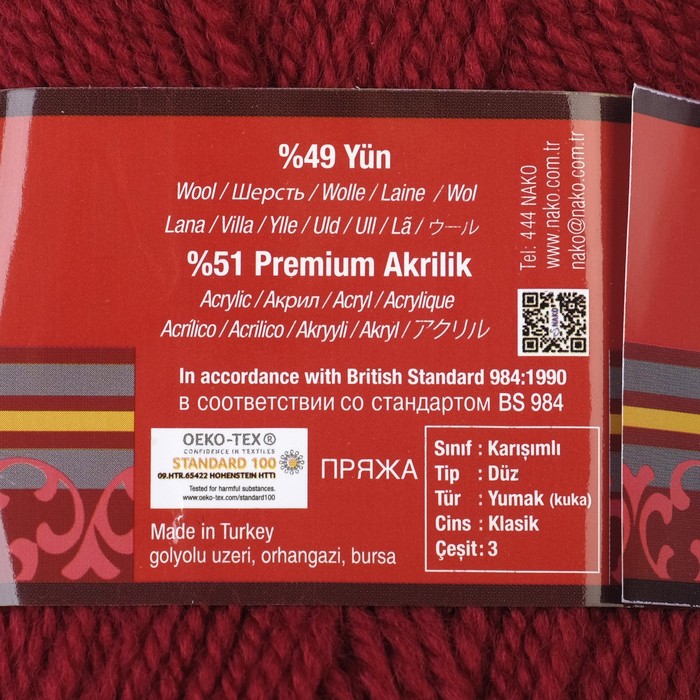 %49 Yün
Wool / Шерсть / Wolle / Laine / Wol
Lana / Villa / Ylle / Uld / Ull / Lã / ウール
%51 Premium Akrilik
Acrylic / Акрил / Acryl / Acrylique
Acrílico / Acrilico / Akryyli / Akryl / アクリル
In accordance with British Standard 984:1990
в соответствии со стандартом BS 984
OEKO-TEX®
CONFIDENCE IN TEXTILES
STANDARD 100
09.HTR.65422 HOHENSTEIN HTTI
Tested for harmful substances.
www.oeko-tex.com/standard100
ПРЯЖА
Made in Turkey
golyolu uzeri, orhangazi, bursa
Sınıf : Karışımlı
Tip : Düz
Tür : Yumak (kuka)
Cins : Klasik
Çeşit : 3
Tel: 444 NAKO
www.nako.com.tr
nako@nako.com.tr
NAKO